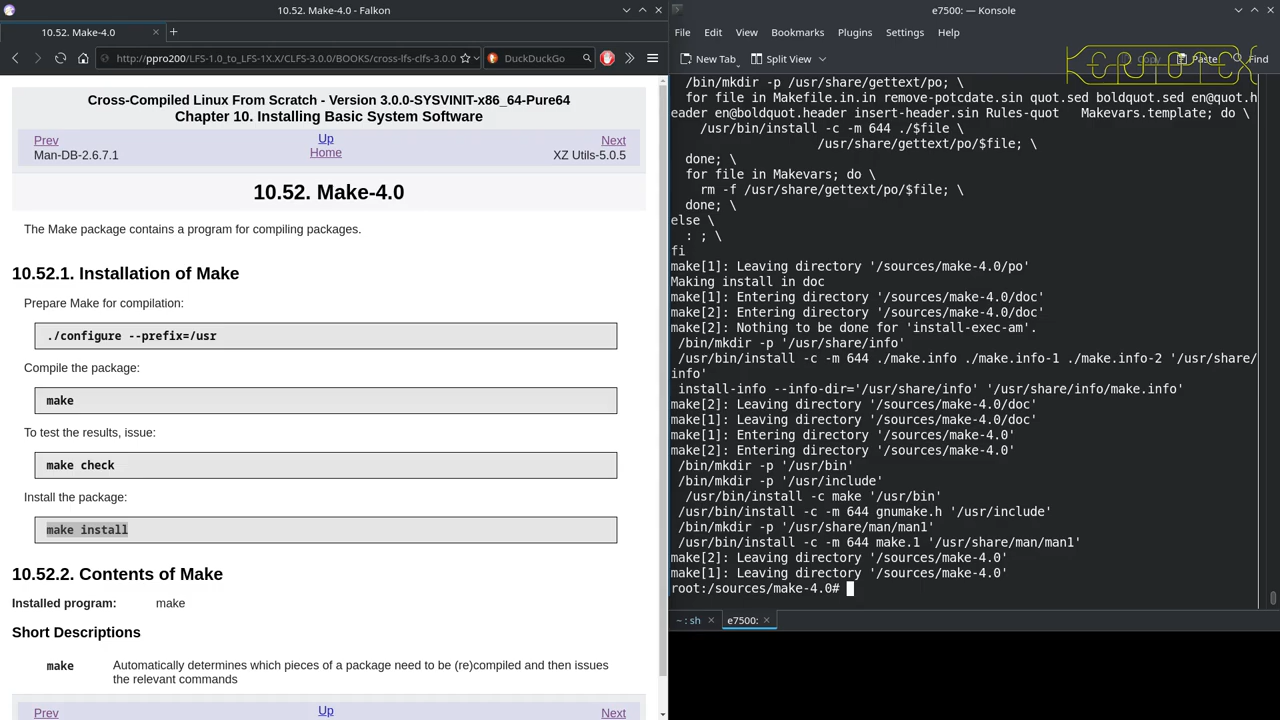 10.52. Make-4.0 - Falkon
10.52. Make-4.0
http://ppro200/LFS-1.0_to_LFS-1X.X/CLFS-3.0.0/BOOKS/cross-lfs-clfs-3.0.0
DuckDuckGo
Cross-Compiled Linux From Scratch - Version 3.0.0-SYSVINIT-x86_64-Pure64
Chapter 10. Installing Basic System Software
Prev
Up
Next
Man-DB-2.6.7.1
Home
XZ Utils-5.0.5
10.52. Make-4.0
The Make package contains a program for compiling packages.
10.52.1. Installation of Make
Prepare Make for compilation:
./configure --prefix=/usr
Compile the package:
make
To test the results, issue:
make check
Install the package:
make install
10.52.2. Contents of Make
Installed program: make
Short Descriptions
make Automatically determines which pieces of a package need to be (re)compiled and then issues
the relevant commands
Prev
Up
Next
e7500: — Konsole
File Edit View Bookmarks Plugins Settings Help
New Tab Split View Copy Paste Find
/bin/mkdir -p /usr/share/gettext/po; \
for file in Makefile.in.in remove-potcdate.sin quot.sed boldquot.sed en@quot.h
eader en@boldquot.header insert-header.sin Rules-quot Makevars.template; do \
/usr/bin/install -c -m 644 ./$file \
/usr/share/gettext/po/$file; \
done; \
for file in Makevars; do \
rm -f /usr/share/gettext/po/$file; \
done; \
else \
: ; \
fi
make[1]: Leaving directory '/sources/make-4.0/po'
Making install in doc
make[1]: Entering directory '/sources/make-4.0/doc'
make[2]: Entering directory '/sources/make-4.0/doc'
make[2]: Nothing to be done for 'install-exec-am'.
/bin/mkdir -p '/usr/share/info'
/usr/bin/install -c -m 644 ./make.info ./make.info-1 ./make.info-2 '/usr/share/
info'
install-info --info-dir='/usr/share/info' '/usr/share/info/make.info'
make[2]: Leaving directory '/sources/make-4.0/doc'
make[1]: Leaving directory '/sources/make-4.0/doc'
make[1]: Entering directory '/sources/make-4.0'
make[2]: Entering directory '/sources/make-4.0'
/bin/mkdir -p '/usr/bin'
/bin/mkdir -p '/usr/include'
/usr/bin/install -c make '/usr/bin'
/usr/bin/install -c -m 644 gnumake.h '/usr/include'
/bin/mkdir -p '/usr/share/man/man1'
/usr/bin/install -c -m 644 make.1 '/usr/share/man/man1'
make[2]: Leaving directory '/sources/make-4.0'
make[1]: Leaving directory '/sources/make-4.0'
root:/sources/make-4.0#
~ : sh
e7500: